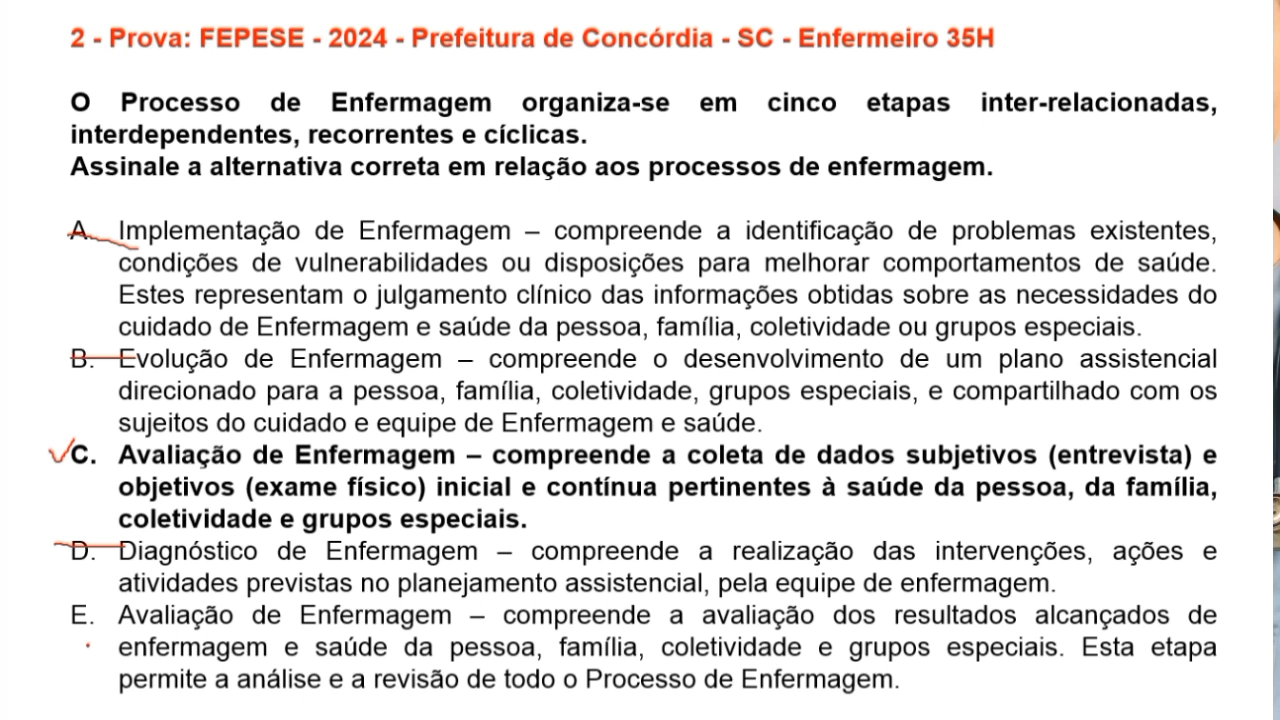 2 - Prova: FEPESE - 2024 - Prefeitura de Concórdia - SC - Enfermeiro 35H
O Processo de Enfermagem organiza-se em cinco etapas inter-relacionadas,
interdependentes, recorrentes e cíclicas.
Assinale a alternativa correta em relação aos processos de enfermagem.
A. Implementação de Enfermagem – compreende a identificação de problemas existentes,
condições de vulnerabilidades ou disposições para melhorar comportamentos de saúde.
Estes representam o julgamento clínico das informações obtidas sobre as necessidades do
cuidado de Enfermagem e saúde da pessoa, família, coletividade ou grupos especiais.
B. Evolução de Enfermagem – compreende o desenvolvimento de um plano assistencial
direcionado para a pessoa, família, coletividade, grupos especiais, e compartilhado com os
sujeitos do cuidado e equipe de Enfermagem e saúde.
C. Avaliação de Enfermagem – compreende a coleta de dados subjetivos (entrevista) e
objetivos (exame físico) inicial e contínua pertinentes à saúde da pessoa, da família,
coletividade e grupos especiais.
D. Diagnóstico de Enfermagem – compreende a realização das intervenções, ações e
atividades previstas no planejamento assistencial, pela equipe de enfermagem.
E. Avaliação de Enfermagem – compreende a avaliação dos resultados alcançados de
enfermagem e saúde da pessoa, família, coletividade e grupos especiais. Esta etapa
permite a análise e a revisão de todo o Processo de Enfermagem.